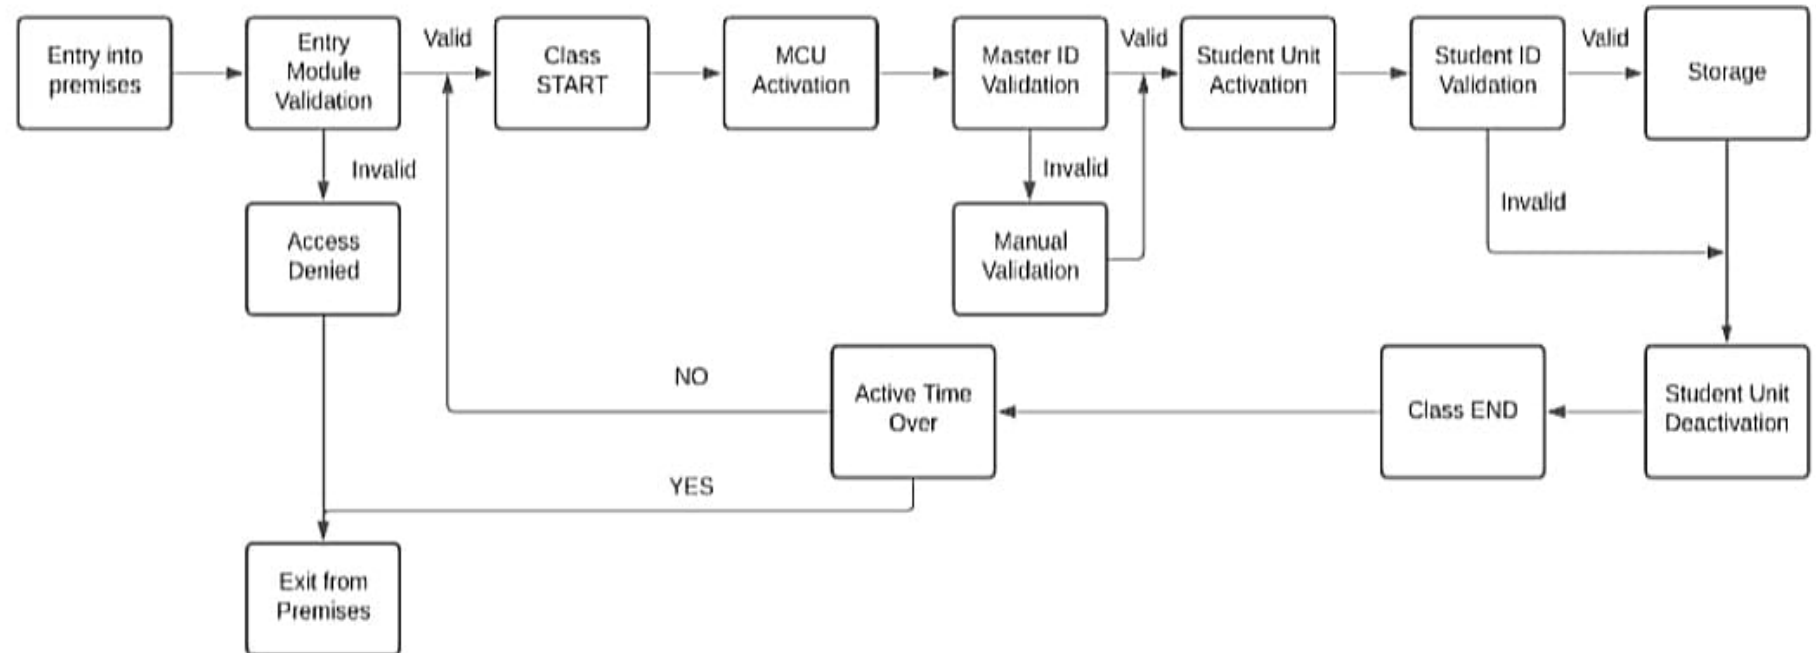 Entry into
premises
Entry
Module
Validation
Valid
Class
START
MCU
Activation
Master ID
Validation
Valid
Student Unit
Activation
Student ID
Validation
Valid
Storage
Invalid
Invalid
Invalid
Access
Denied
Manual
Validation
NO
Active Time
Over
Class END
Student Unit
Deactivation
YES
Exit from
Premises